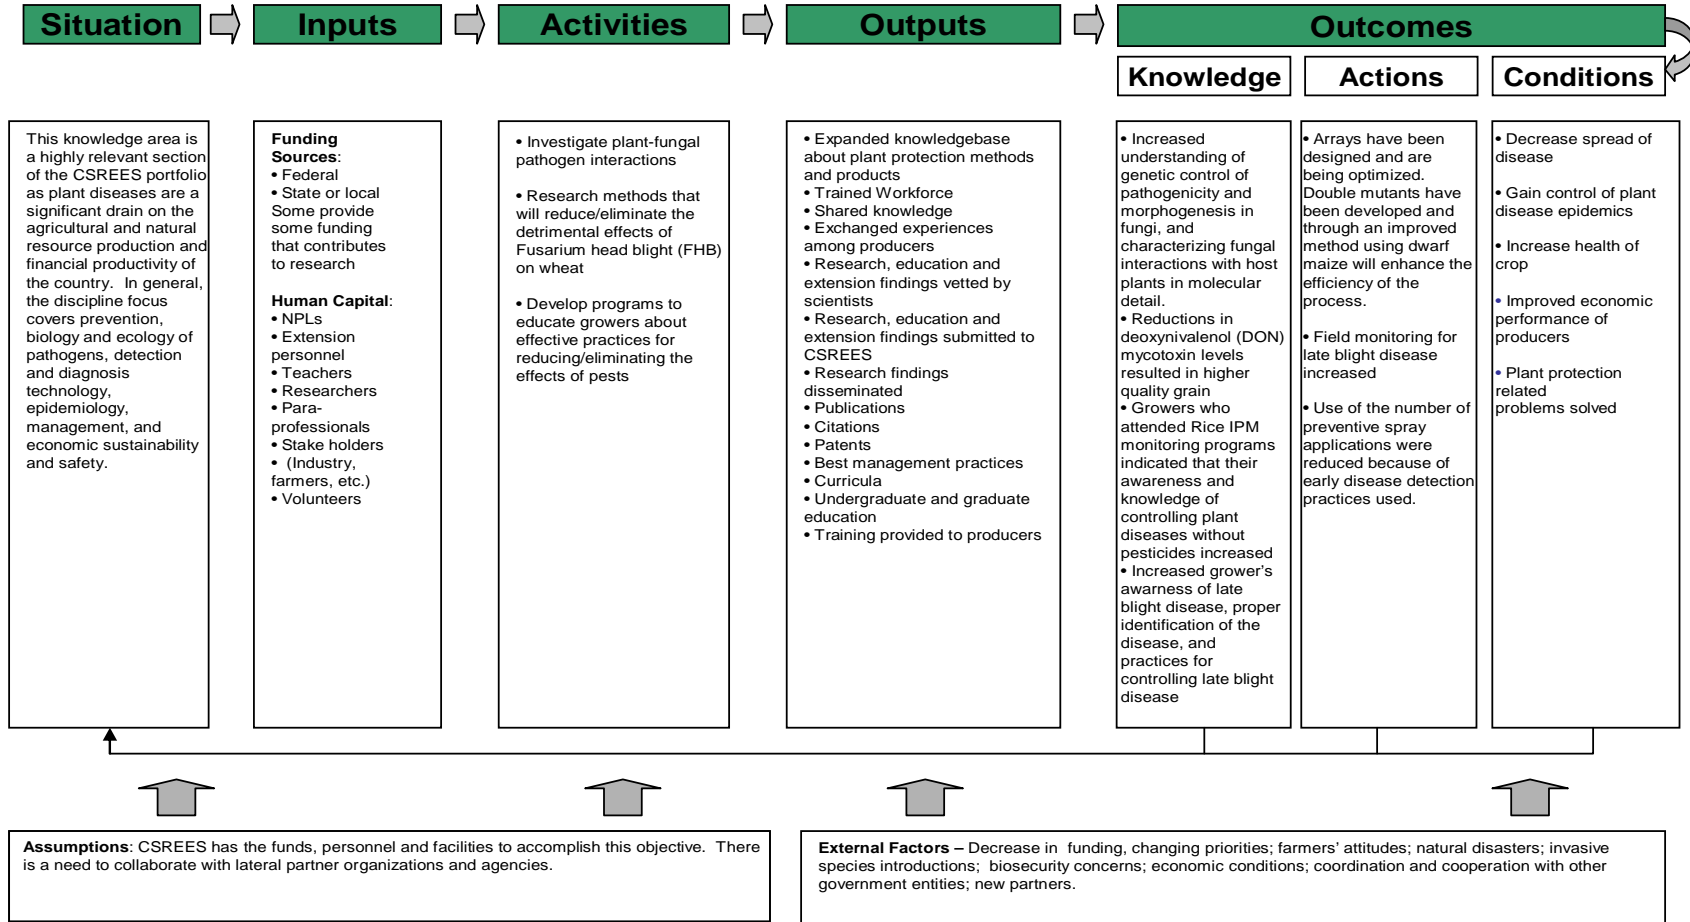 Situation
Inputs
Activities
Outputs
Outcomes
Knowledge
Actions
Conditions
This knowledge area is
a highly relevant section
of the CSREES portfolio
as plant diseases are a
significant drain on the
agricultural and natural
resource production and
financial productivity of
the country.  In general,
the discipline focus
covers prevention,
biology and ecology of
pathogens, detection
and diagnosis
technology,
epidemiology,
management, and
economic sustainability
and safety.
Funding
Sources:
• Federal
• State or local
Some provide
some funding
that contributes
to research
Human Capital:
• NPLs
• Extension
personnel
• Teachers
• Researchers
• Para-
professionals
• Stake holders
• (Industry,
farmers, etc.)
• Volunteers
• Investigate plant-fungal
pathogen interactions
• Research methods that
will reduce/eliminate the
detrimental effects of
Fusarium head blight (FHB)
on wheat
• Develop programs to
educate growers about
effective practices for
reducing/eliminating the
effects of pests
• Expanded knowledgebase
about plant protection methods
and products
• Trained Workforce
• Shared knowledge
• Exchanged experiences
among producers
• Research, education and
extension findings vetted by
scientists
• Research, education and
extension findings submitted to
CSREES
• Research findings
disseminated
• Publications
• Citations
• Patents
• Best management practices
• Curricula
• Undergraduate and graduate
education
• Training provided to producers
• Increased
understanding of
genetic control of
pathogenicity and
morphogenesis in
fungi, and
characterizing fungal
interactions with host
plants in molecular
detail.
• Reductions in
deoxynivalenol (DON)
mycotoxin levels
resulted in higher
quality grain
• Growers who
attended Rice IPM
monitoring programs
indicated that their
awareness and
knowledge of
controlling plant
diseases without
pesticides increased
• Increased grower's
awarness of late
blight disease, proper
identification of the
disease, and
practices for
controlling late blight
disease
• Arrays have been
designed and are
being optimized.
Double mutants have
been developed and
through an improved
method using dwarf
maize will enhance the
efficiency of the
process.
• Field monitoring for
late blight disease
increased
• Use of the number of
preventive spray
applications were
reduced because of
early disease detection
practices used.
• Decrease spread of
disease
• Gain control of plant
disease epidemics
• Increase health of
crop
• Improved economic
performance of
producers
• Plant protection
related
problems solved
Assumptions: CSREES has the funds, personnel and facilities to accomplish this objective.  There
is a need to collaborate with lateral partner organizations and agencies.
External Factors – Decrease in  funding, changing priorities; farmers' attitudes; natural disasters; invasive
species introductions;  biosecurity concerns; economic conditions; coordination and cooperation with other
government entities; new partners.